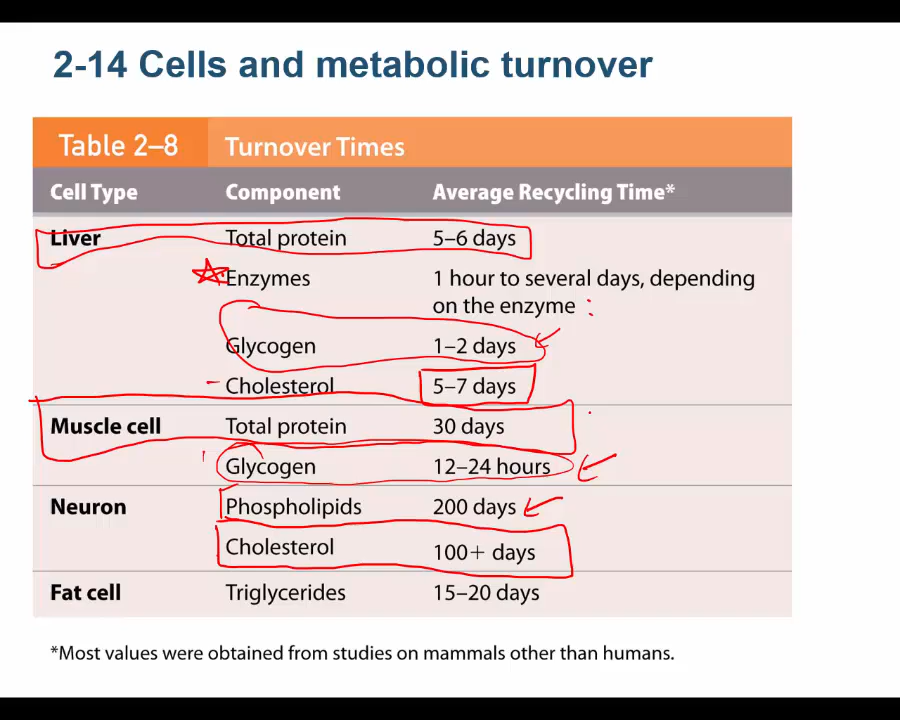 2-14 Cells and metabolic turnover
Table 2–8 Turnover Times
Cell Type Component Average Recycling Time*
Liver Total protein 5–6 days
Enzymes 1 hour to several days, depending
on the enzyme
Glycogen 1–2 days
Cholesterol 5–7 days
Muscle cell Total protein 30 days
Glycogen 12–24 hours
Neuron Phospholipids 200 days
Cholesterol 100+ days
Fat cell Triglycerides 15–20 days
*Most values were obtained from studies on mammals other than humans.